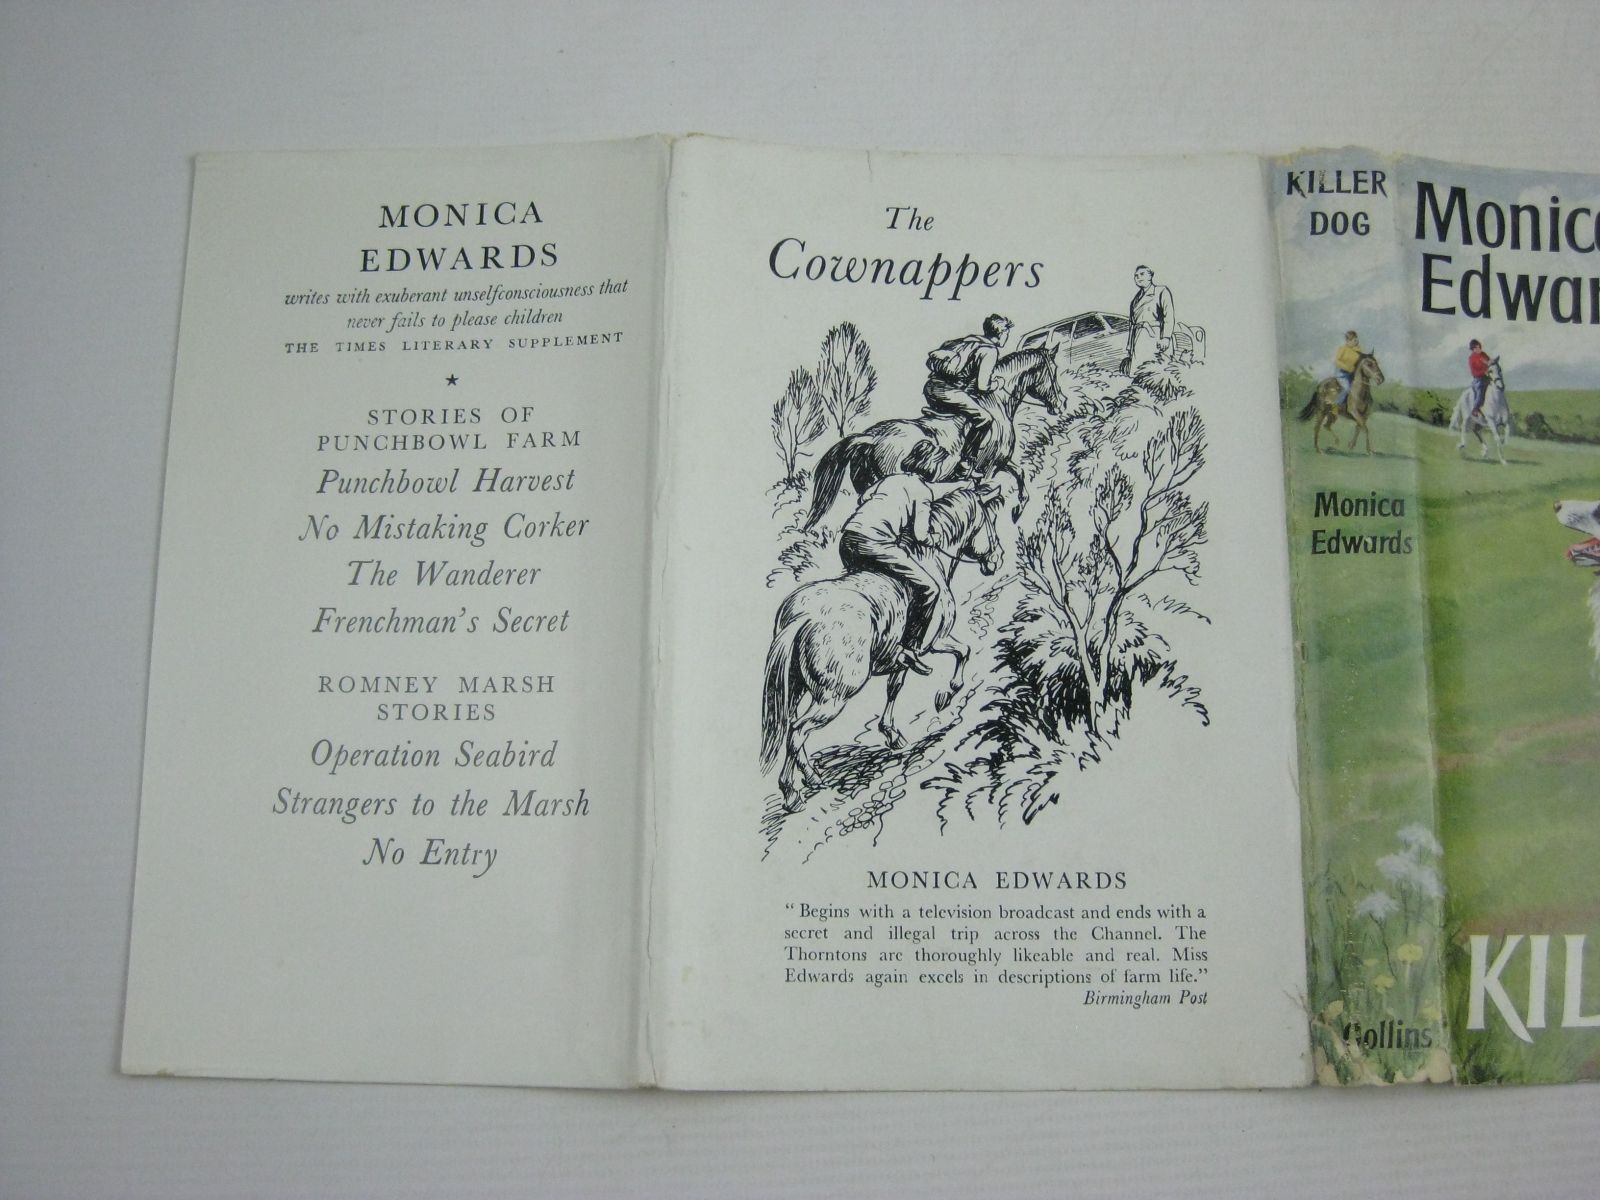 MONICA
EDWARDS
writes with exuberant unselfconsciousness that
never fails to please children
THE TIMES LITERARY SUPPLEMENT
★
STORIES OF
PUNCHBOWL FARM
Punchbowl Harvest
No Mistaking Corker
The Wanderer
Frenchman's Secret
ROMNEY MARSH
STORIES
Operation Seabird
Strangers to the Marsh
No Entry
The
Cownappers
MONICA EDWARDS
“ Begins with a television broadcast and ends with a
secret and illegal trip across the Channel. The
Thorntons are thoroughly likeable and real. Miss
Edwards again excels in descriptions of farm life.”
Birmingham Post
KILLER
DOG
Monica
Edwards
Collins
Monic
Edwar
KIL